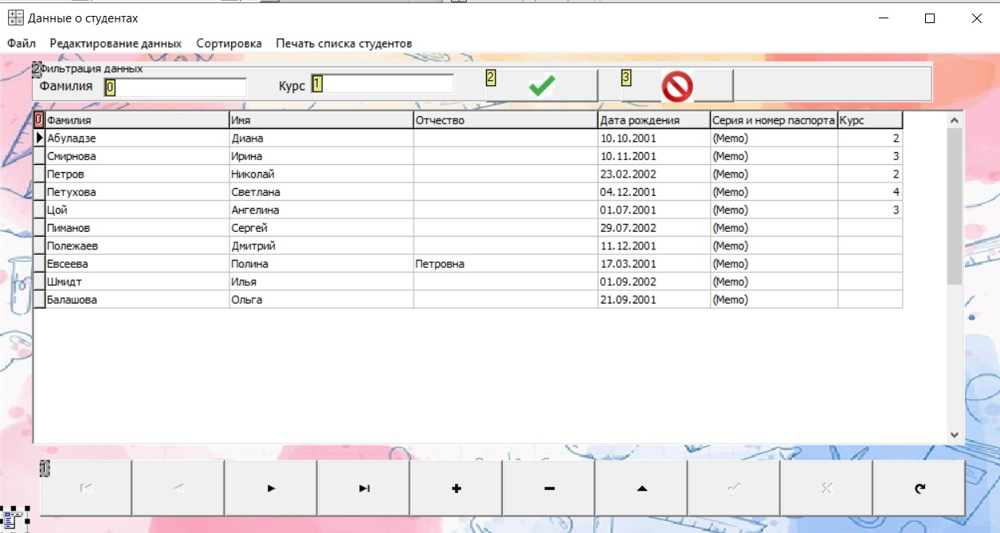 Данные о студентах
Файл Редактирование данных Сортировка Печать списка студентов
2 Фильтрация данных
Фамилия 0 Курс 1 2 3
0 Фамилия Имя Отчество Дата рождения Серия и номер паспорта Курс
Абуладзе Диана 10.10.2001 (Memo) 2
Смирнова Ирина 10.11.2001 (Memo) 3
Петров Николай 23.02.2002 (Memo) 2
Петухова Светлана 04.12.2001 (Memo) 4
Цой Ангелина 01.07.2001 (Memo) 3
Пиманов Сергей 29.07.2002 (Memo)
Полежаев Дмитрий 11.12.2001 (Memo)
Евсеева Полина Петровна 17.03.2001 (Memo)
Шмидт Илья 01.09.2002 (Memo)
Балашова Ольга 21.09.2001 (Memo)
1